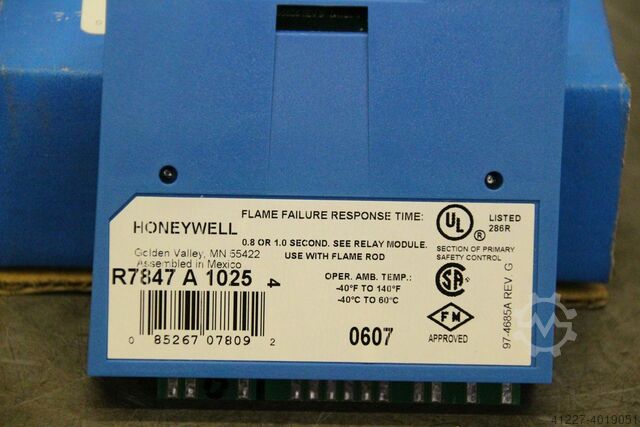 HONEYWELL
Golden Valley, MN 55422
Assembled in Mexico
R7847 A 1025 4
0 85267 07809 2
FLAME FAILURE RESPONSE TIME:
0.8 OR 1.0 SECOND. SEE RELAY MODULE.
USE WITH FLAME ROD
OPER. AMB. TEMP.:
-40°F TO 140°F
-40°C TO 60°C
0607
UL
®
LISTED
286R
SECTION OF PRIMARY
SAFETY CONTROL
SA
FM
APPROVED
97-4685A REV. G
41227-4019051